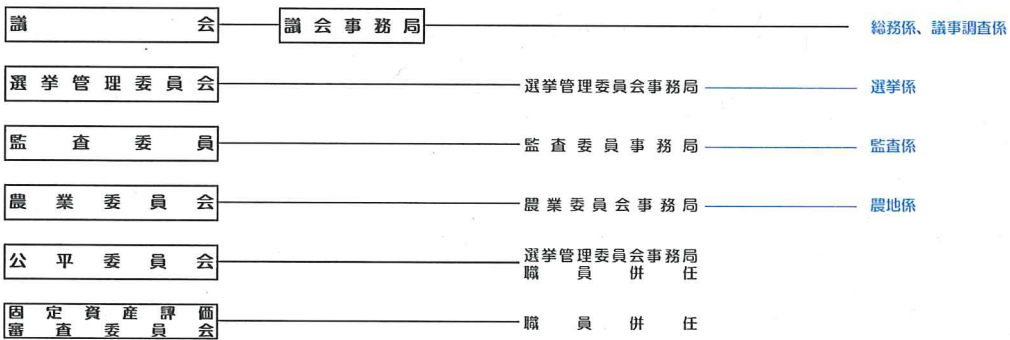 議会 議会事務局 総務係、議事調査係
選挙管理委員会 選挙管理委員会事務局 選挙係
監査委員 監査委員事務局 監査係
農業委員会 農業委員会事務局 農地係
公平委員会 選挙管理委員会事務局
職員併任
固定資産評価
審査委員会 職員併任